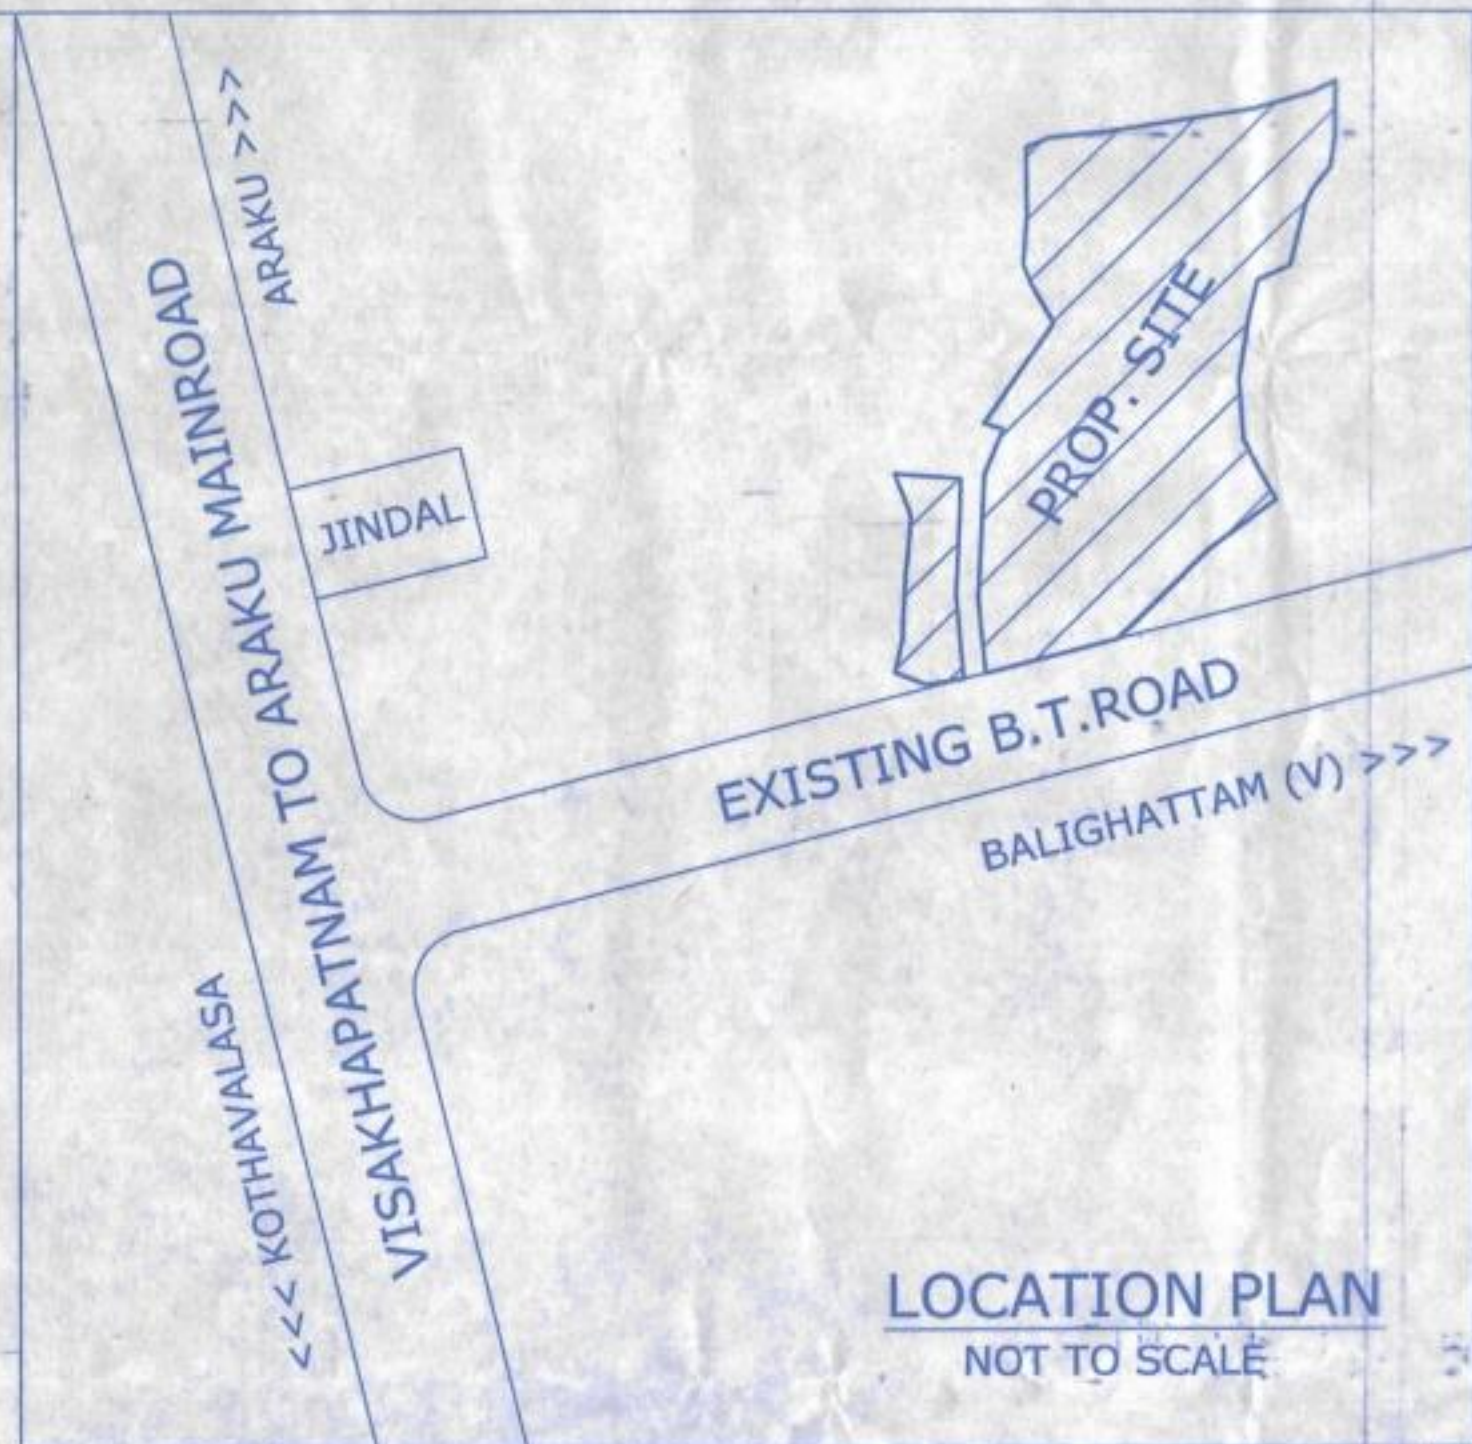 ARAKU >>>
VISAKHAPATNAM TO ARAKU MAINROAD
JINDAL
PROP. SITE
EXISTING B.T.ROAD
BALIGHATTAM (V) >>>
<<< KOTHAVALASA
LOCATION PLAN
NOT TO SCALE